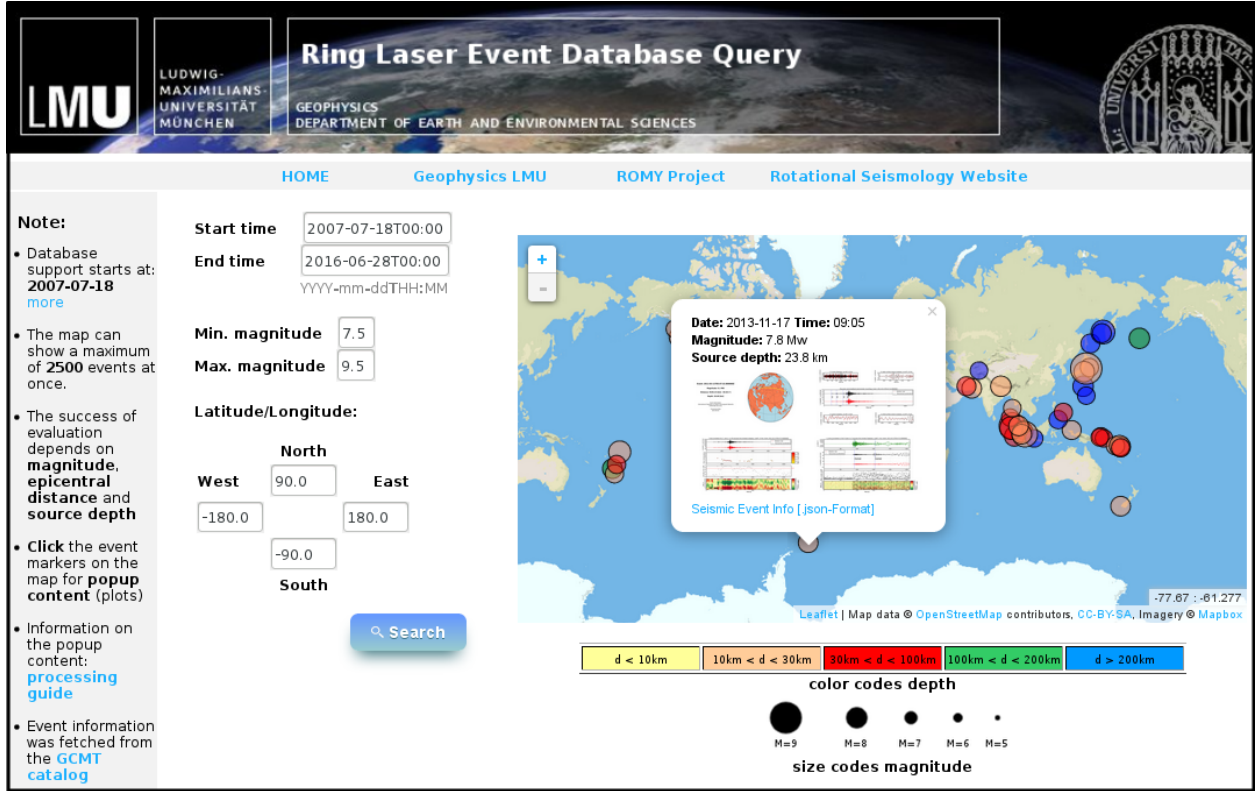 LMU
LUDWIG-
MAXIMILIANS-
UNIVERSITÄT
MÜNCHEN
Ring Laser Event Database Query
GEOPHYSICS
DEPARTMENT OF EARTH AND ENVIRONMENTAL SCIENCES
HOME Geophysics LMU ROMY Project Rotational Seismology Website
Note:
• Database
support starts at:
2007-07-18
more
• The map can
show a maximum
of 2500 events at
once.
• The success of
evaluation
depends on
magnitude,
epicentral
distance and
source depth
• Click the event
markers on the
map for popup
content (plots)
• Information on
the popup
content:
processing
guide
• Event information
was fetched from
the GCMT
catalog
Start time 2007-07-18T00:00
End time 2016-06-28T00:00
YYYY-mm-ddTHH:MM
Min. magnitude 7.5
Max. magnitude 9.5
Latitude/Longitude:
North
West 90.0 East
-180.0 180.0
-90.0
South
Search
+
-
×
Date: 2013-11-17 Time: 09:05
Magnitude: 7.8 Mw
Source depth: 23.8 km
Seismic Event Info [.json-Format]
-77.67 : -61.277
Leaflet | Map data © OpenStreetMap contributors, CC-BY-SA, Imagery © Mapbox
d < 10km 10km < d < 30km 30km < d < 100km 100km < d < 200km d > 200km
color codes depth
M=9 M=8 M=7 M=6 M=5
size codes magnitude